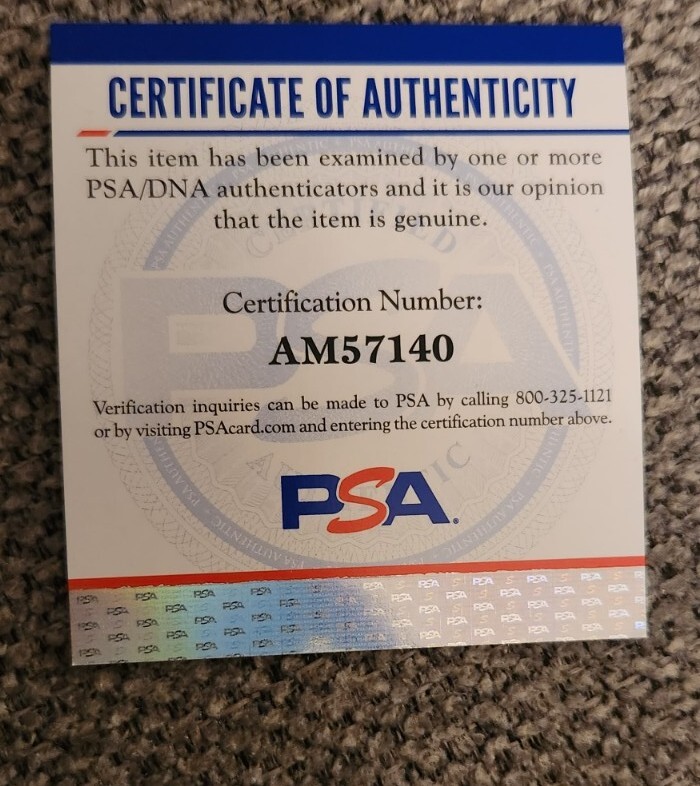 CERTIFICATE OF AUTHENTICITY
This item has been examined by one or more
PSA/DNA authenticators and it is our opinion
that the item is genuine.
Certification Number:
AM57140
Verification inquiries can be made to PSA by calling 800-325-1121
or by visiting PSAcard.com and entering the certification number above.
PSA